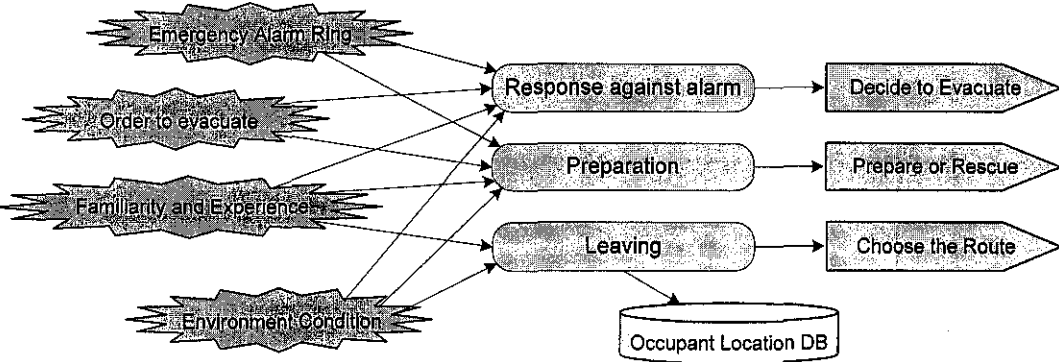 Emergency Alarm Ring
Response against alarm
Decide to Evacuate
Order to evacuate
Preparation
Prepare or Rescue
Familiarity and Experience
Leaving
Choose the Route
Environment Condition
Occupant Location DB